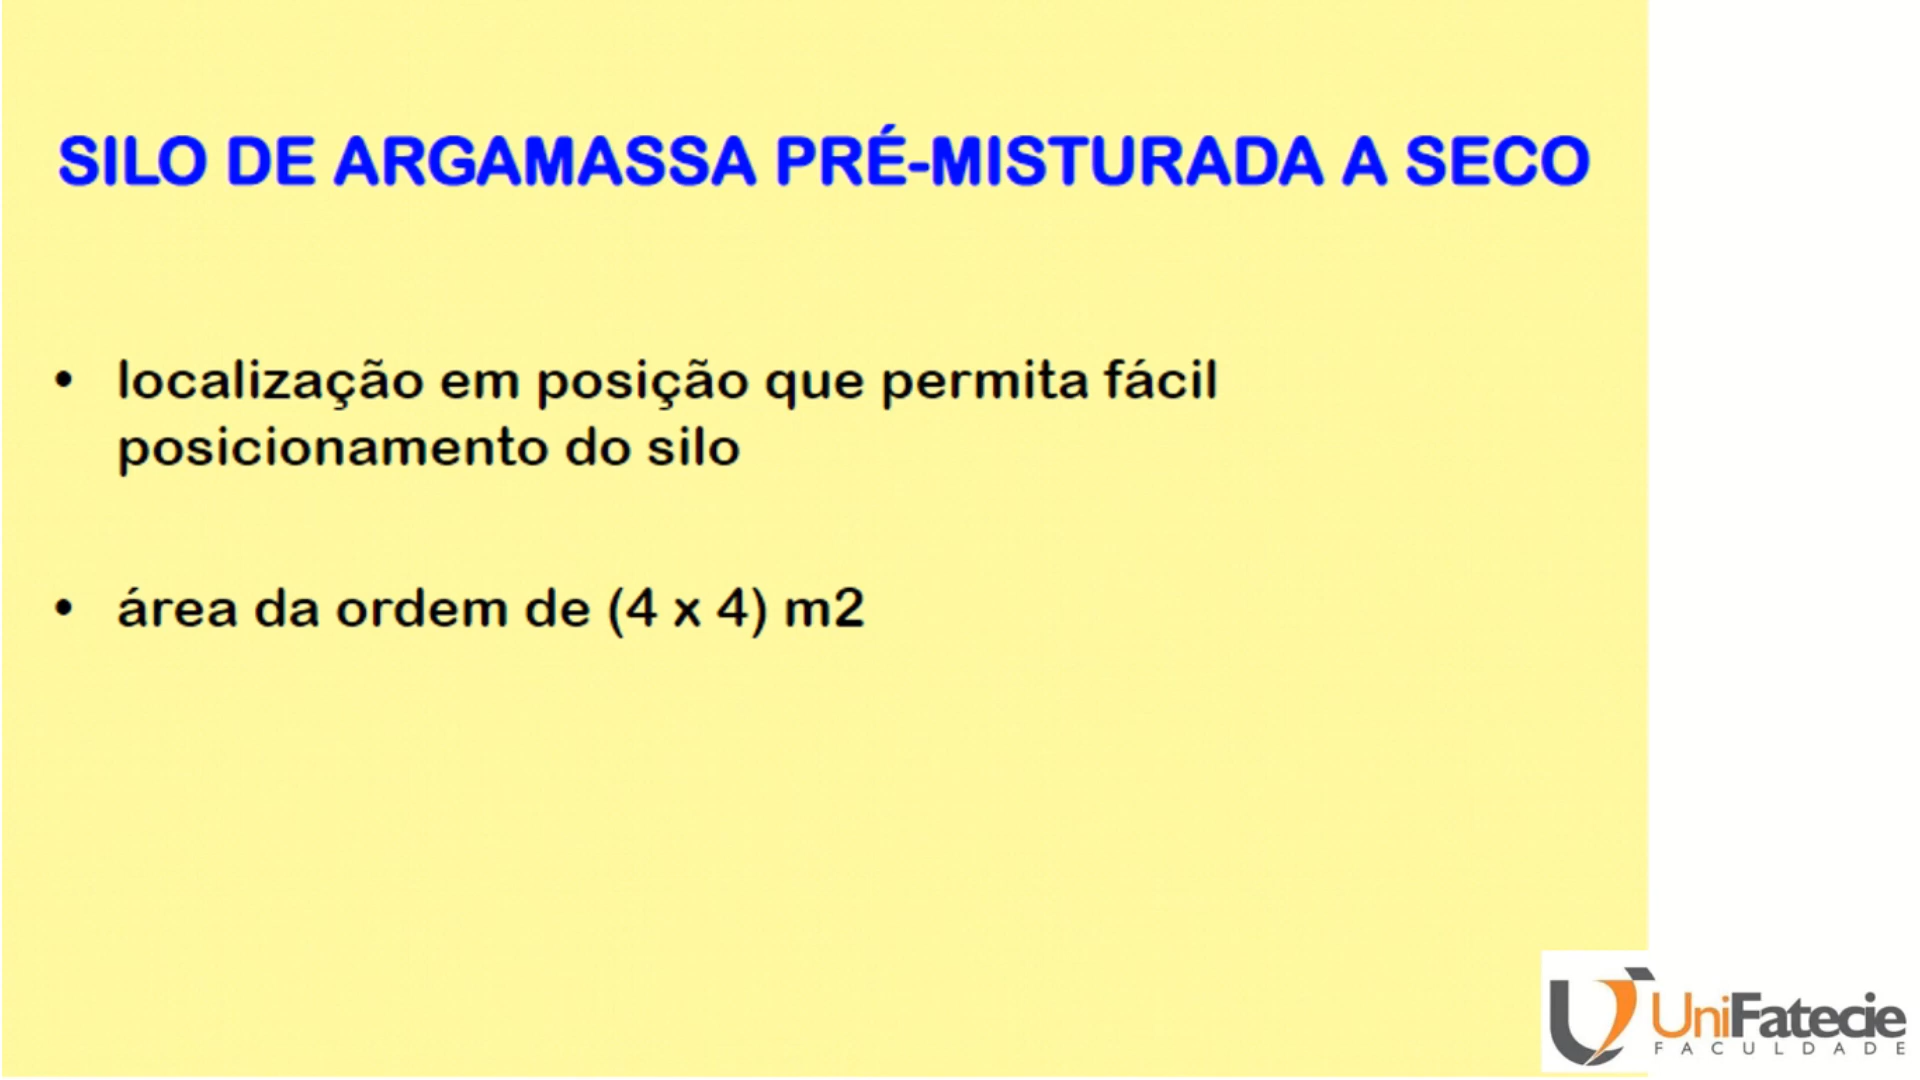 SILO DE ARGAMASSA PRÉ-MISTURADA A SECO
• localização em posição que permita fácil
posicionamento do silo
• área da ordem de (4 x 4) m2
UniFatecie
FACULDADE